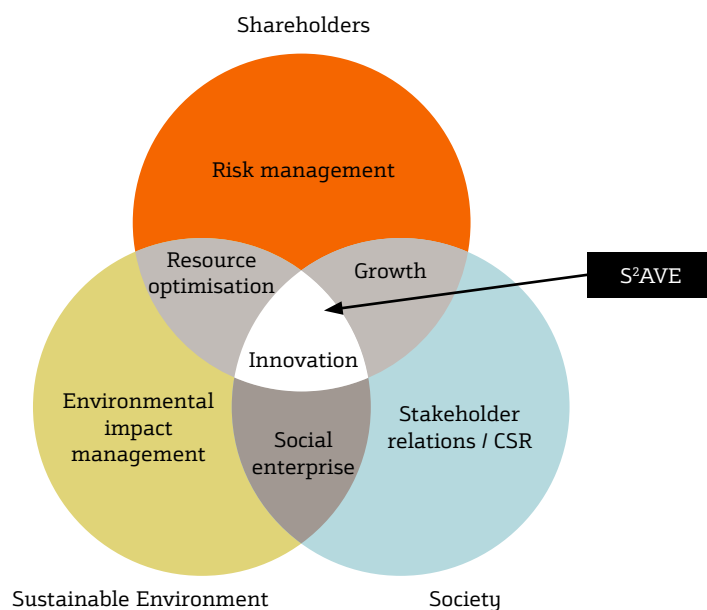 Shareholders
Risk management
Resource
optimisation
Growth
S²AVE
Innovation
Environmental
impact
management
Stakeholder
relations / CSR
Social
enterprise
Sustainable Environment
Society